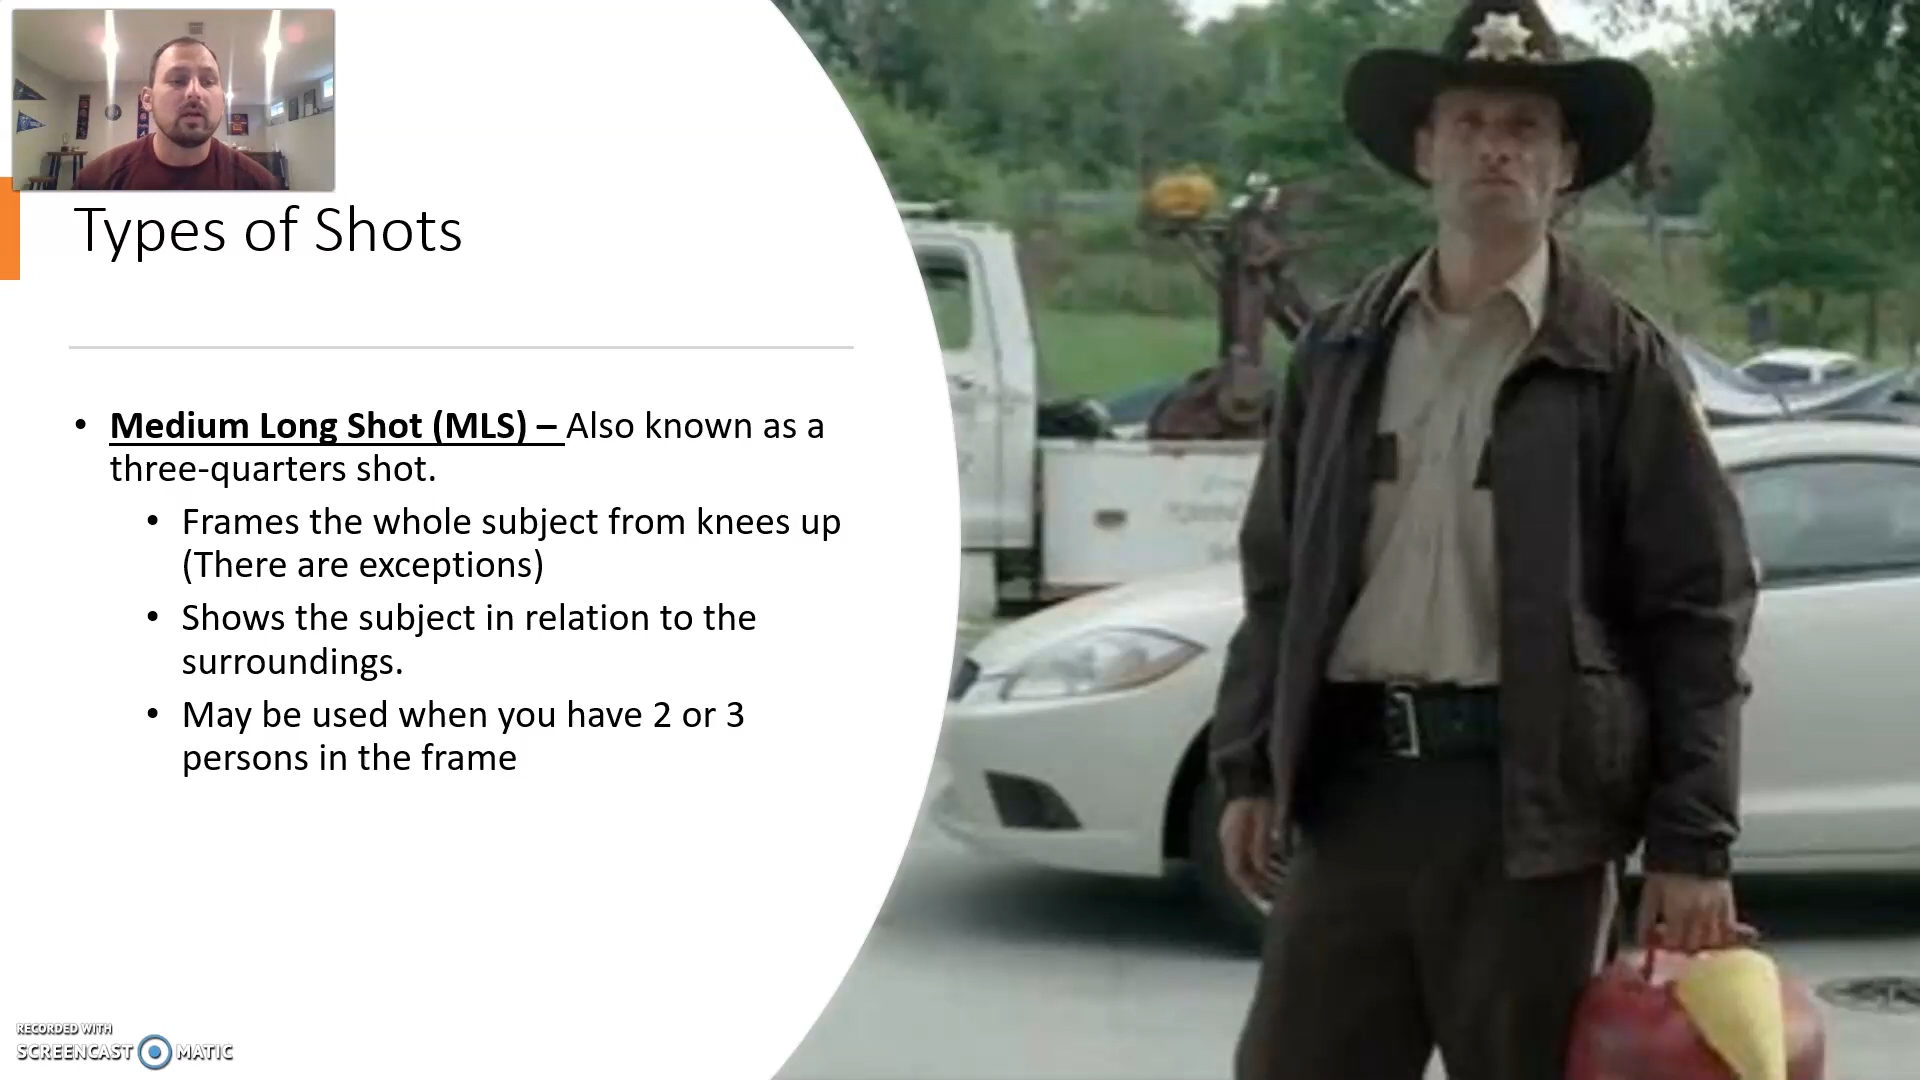 Types of Shots
• Medium Long Shot (MLS) – Also known as a
three-quarters shot.
• Frames the whole subject from knees up
(There are exceptions)
• Shows the subject in relation to the
surroundings.
• May be used when you have 2 or 3
persons in the frame
RECORDED WITH
SCREENCAST MATIC